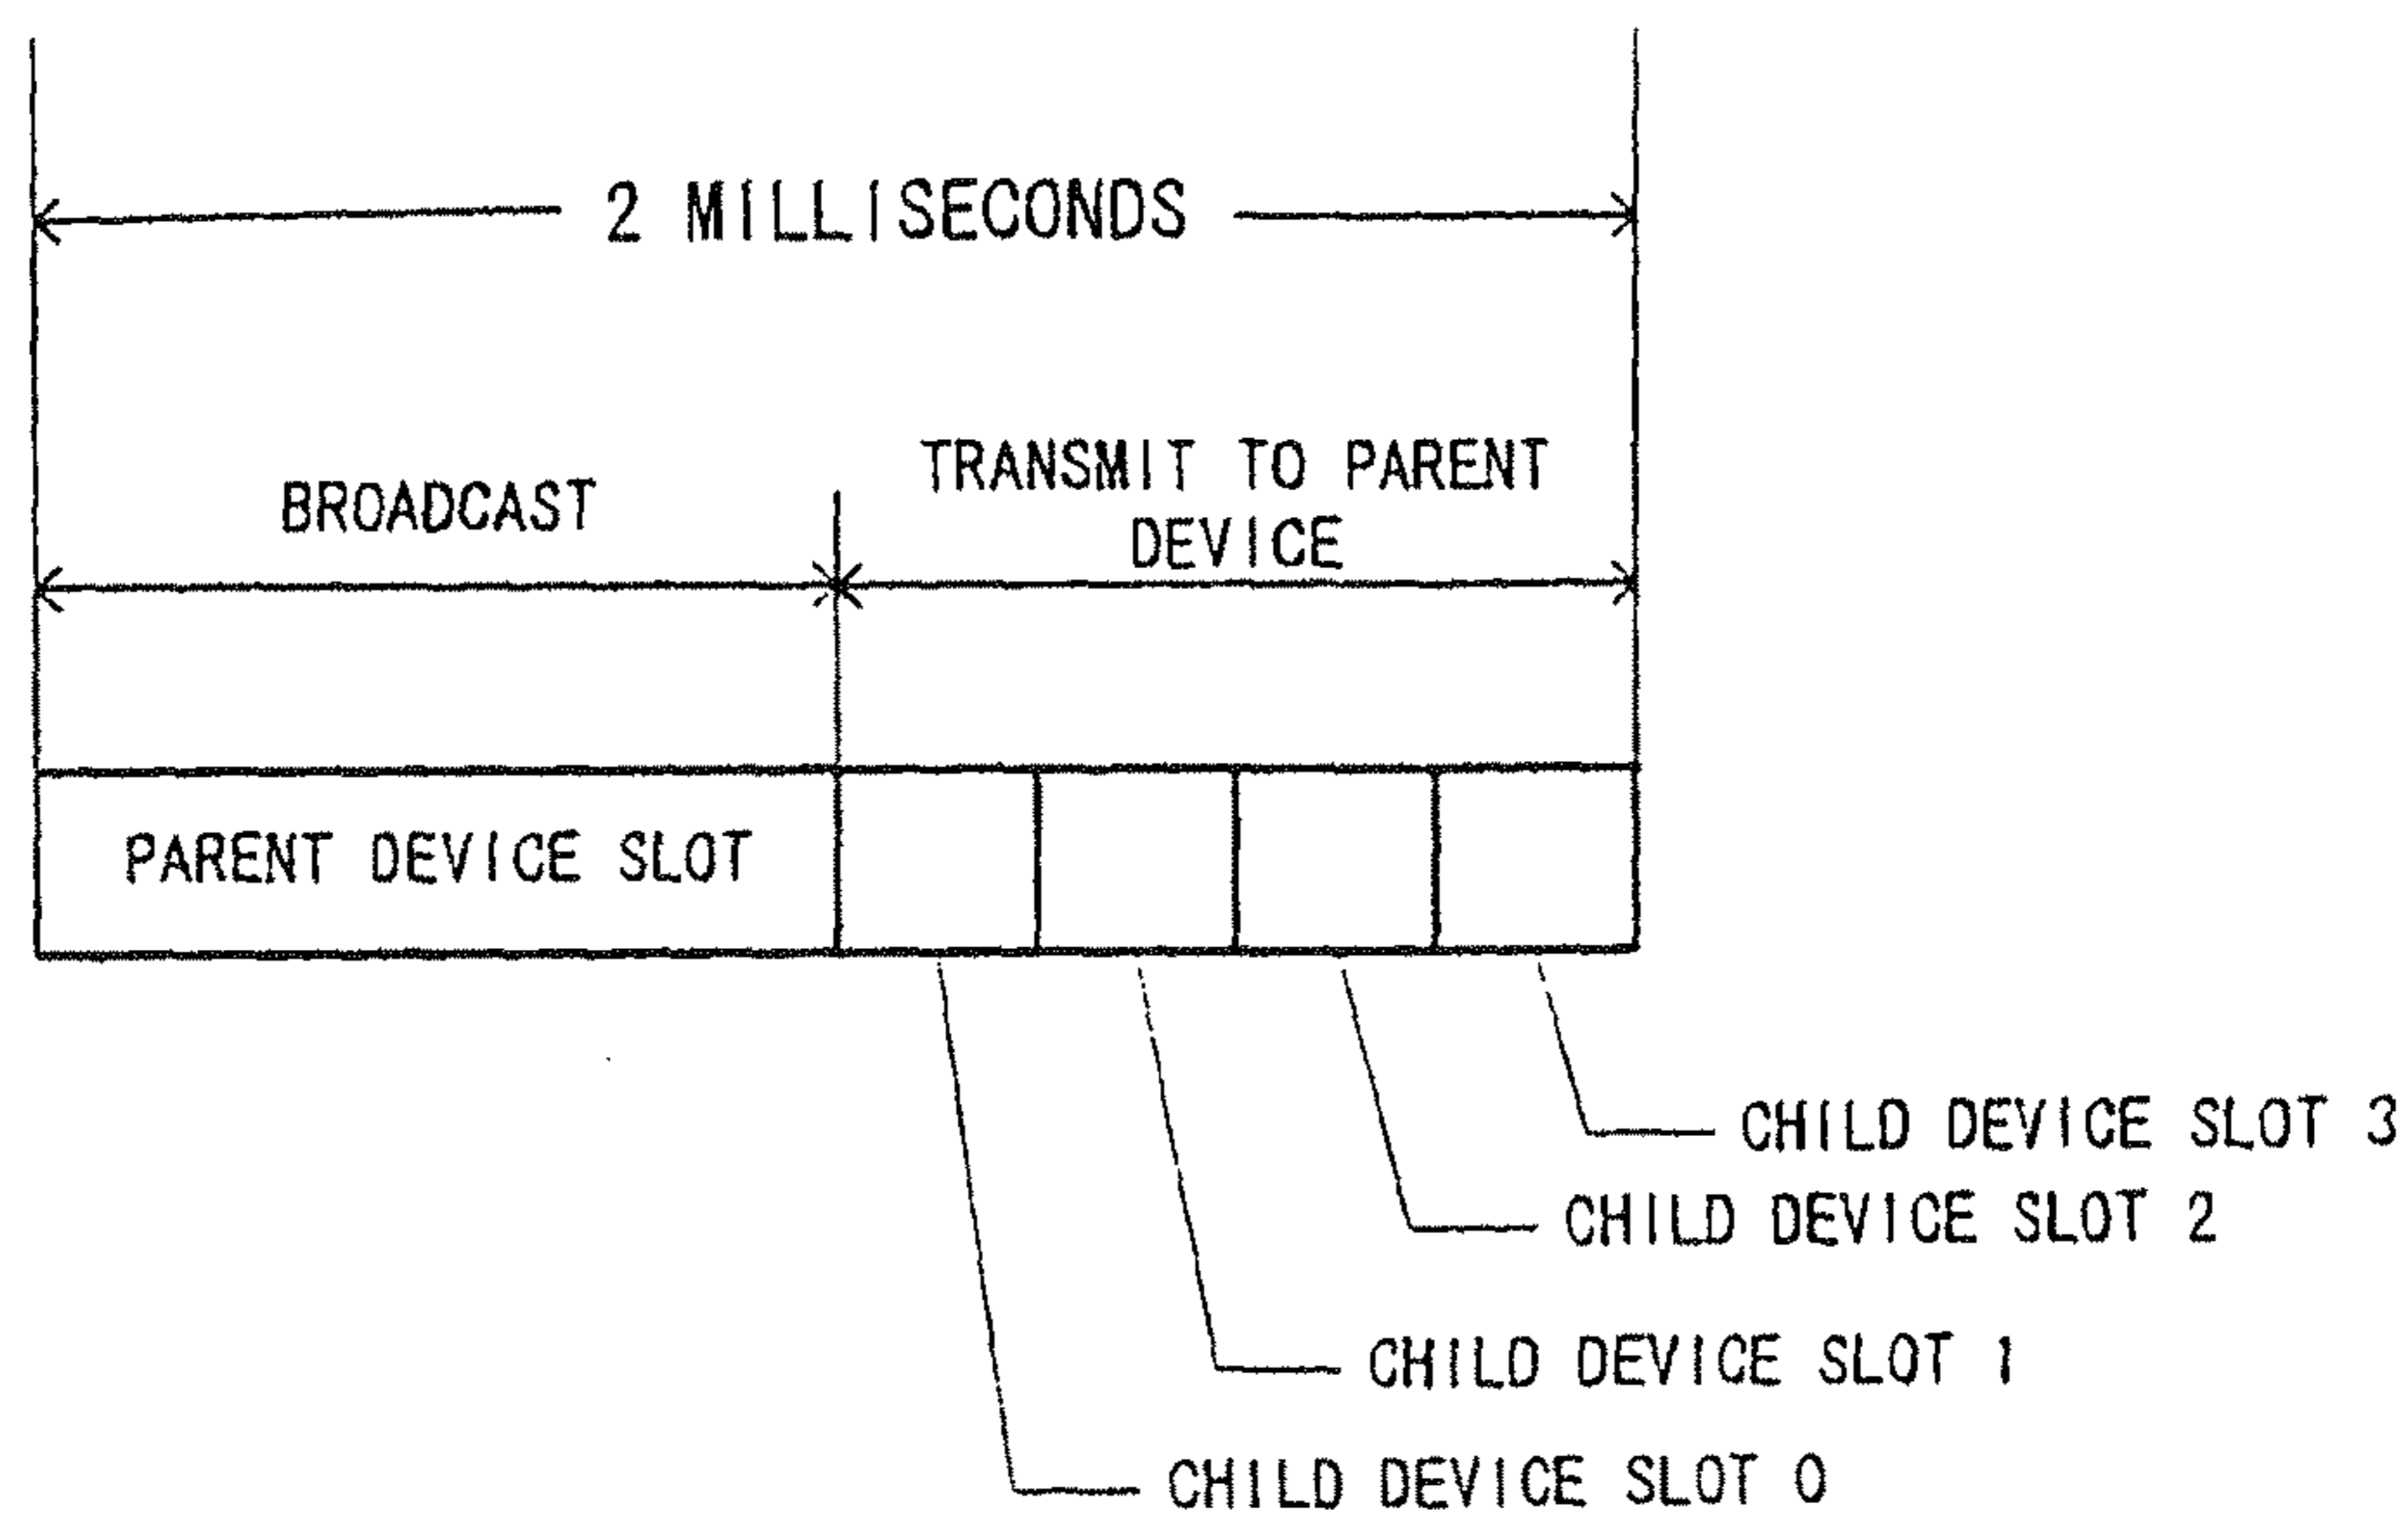 2 MILLISECONDS
TRANSMIT TO PARENT
BROADCAST
DEVICE
PARENT DEVICE SLOT
CHILD DEVICE SLOT 3
CHILD DEVICE SLOT 2
CHILD DEVICE SLOT 1
CHILD DEVICE SLOT 0